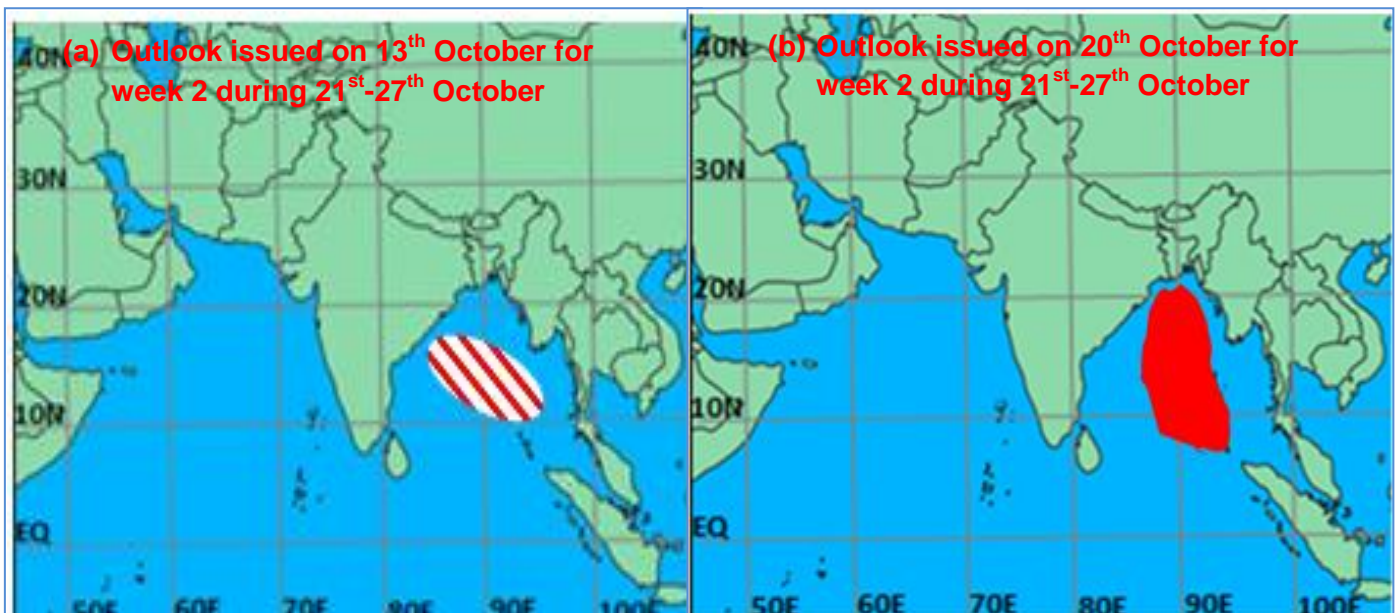 (a) Outlook issued on 13th October for
week 2 during 21st-27th October
40N
30N
20N
10N
EQ
50E 60E 70E 80E 90E 100E
(b) Outlook issued on 20th October for
week 2 during 21st-27th October
40N
30N
20N
10N
EQ
50E 60E 70E 80E 90E 100E